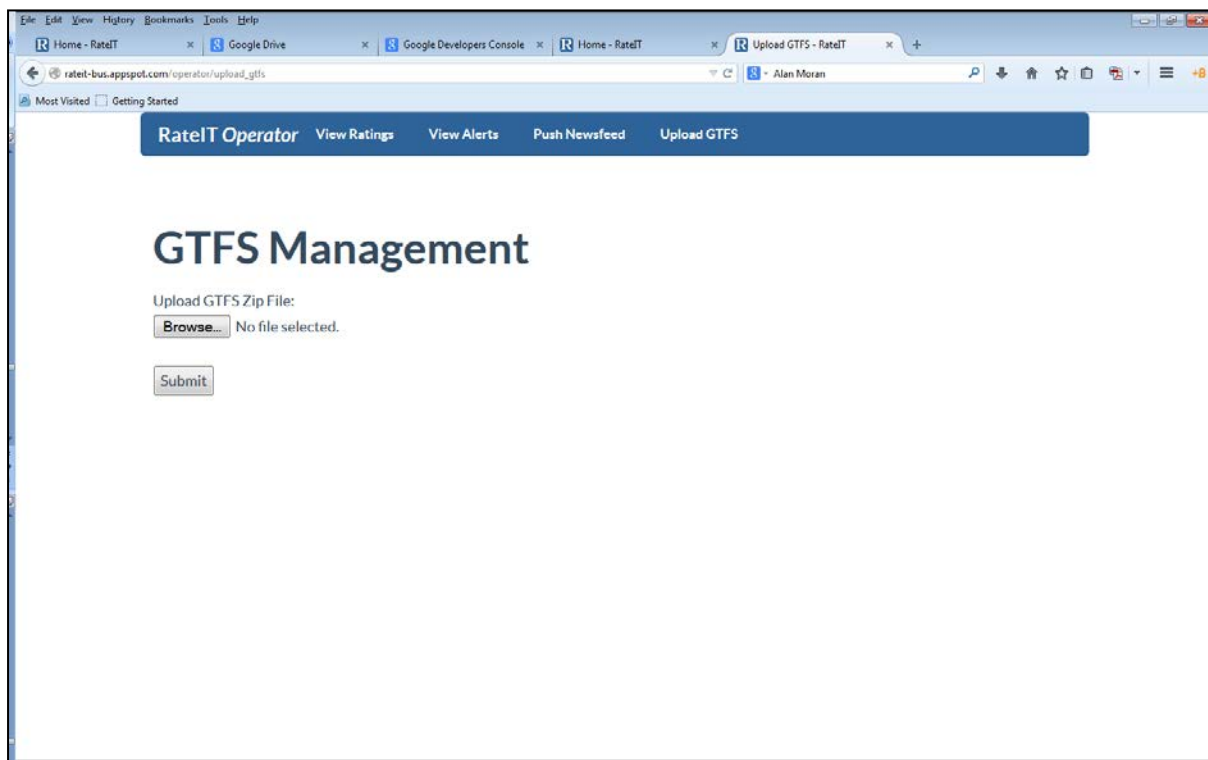 File Edit View History Bookmarks Tools Help
Home - RateIT Google Drive Google Developers Console Home - RateIT Upload GTFS - RateIT
rateit-bus.appspot.com/operator/upload_gtfs Alan Moran
Most Visited Getting Started
RateIT Operator View Ratings View Alerts Push Newsfeed Upload GTFS
GTFS Management
Upload GTFS Zip File:
Browse... No file selected.
Submit